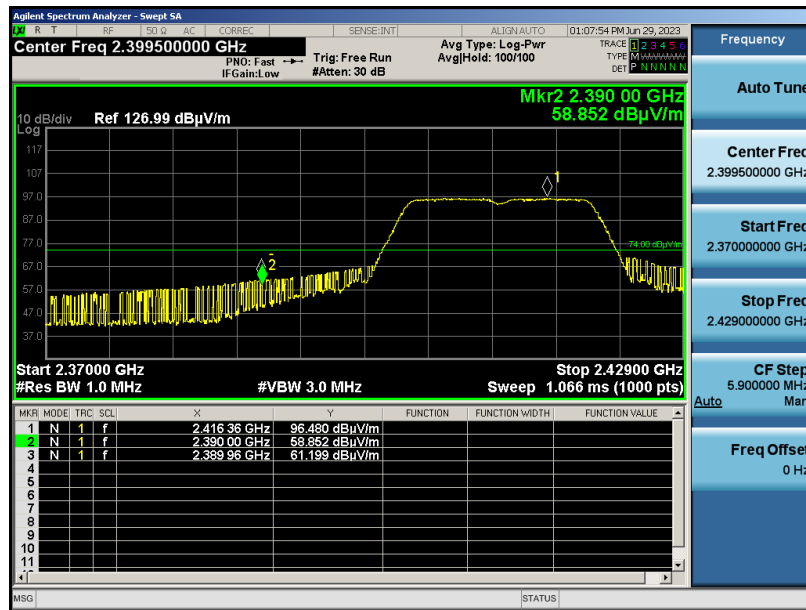 Agilent Spectrum Analyzer - Swept SA
LXI R T RF 50 Ω AC CORREC SENSE:INT ALIGN AUTO 01:07:54 PM Jun 29, 2023
Center Freq 2.399500000 GHz
PNO: Fast
IFGain:Low
Trig: Free Run
#Atten: 30 dB
Avg Type: Log-Pwr
Avg|Hold: 100/100
TRACE 1 2 3 4 5 6
TYPE M W W W W W
DET P N N N N N
Mkr2 2.390 00 GHz
58.852 dBµV/m
10 dB/div Ref 126.99 dBµV/m
Log
117
107
97.0
87.0
77.0
67.0
57.0
47.0
37.0
1
2
74.00 dBµV/m
Start 2.37000 GHz Stop 2.42900 GHz
#Res BW 1.0 MHz #VBW 3.0 MHz Sweep 1.066 ms (1000 pts)
MKR MODE TRC SCL X Y FUNCTION FUNCTION WIDTH FUNCTION VALUE
1 N 1 f 2.416 36 GHz 96.480 dBµV/m
2 N 1 f 2.390 00 GHz 58.852 dBµV/m
3 N 1 f 2.389 96 GHz 61.199 dBµV/m
4
5
6
7
8
9
10
11
MSG STATUS
Frequency
Auto Tune
Center Freq
2.399500000 GHz
Start Freq
2.370000000 GHz
Stop Freq
2.429000000 GHz
CF Step
5.900000 MHz
Auto Man
Freq Offset
0 Hz